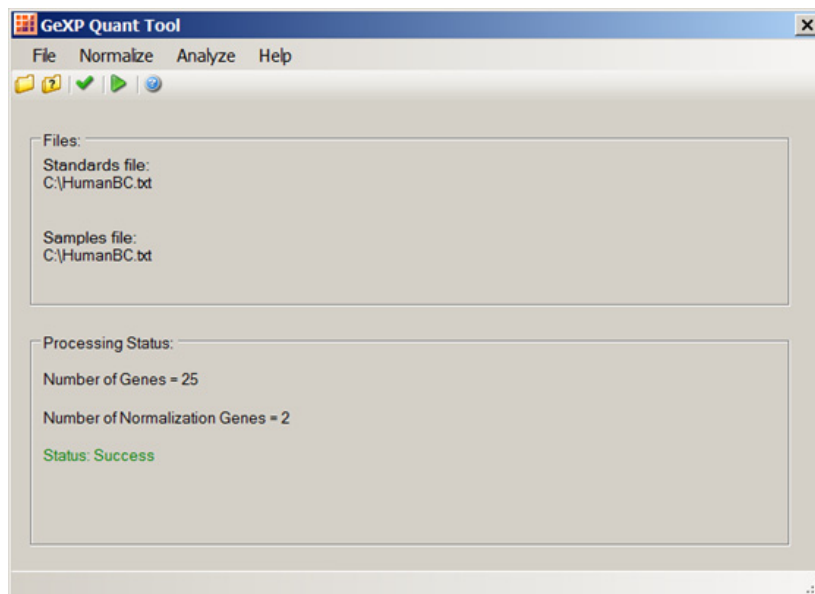 GeXP Quant Tool
File Normalize Analyze Help
Files:
Standards file:
C:\HumanBC.txt
Samples file:
C:\HumanBC.txt
Processing Status:
Number of Genes = 25
Number of Normalization Genes = 2
Status: Success